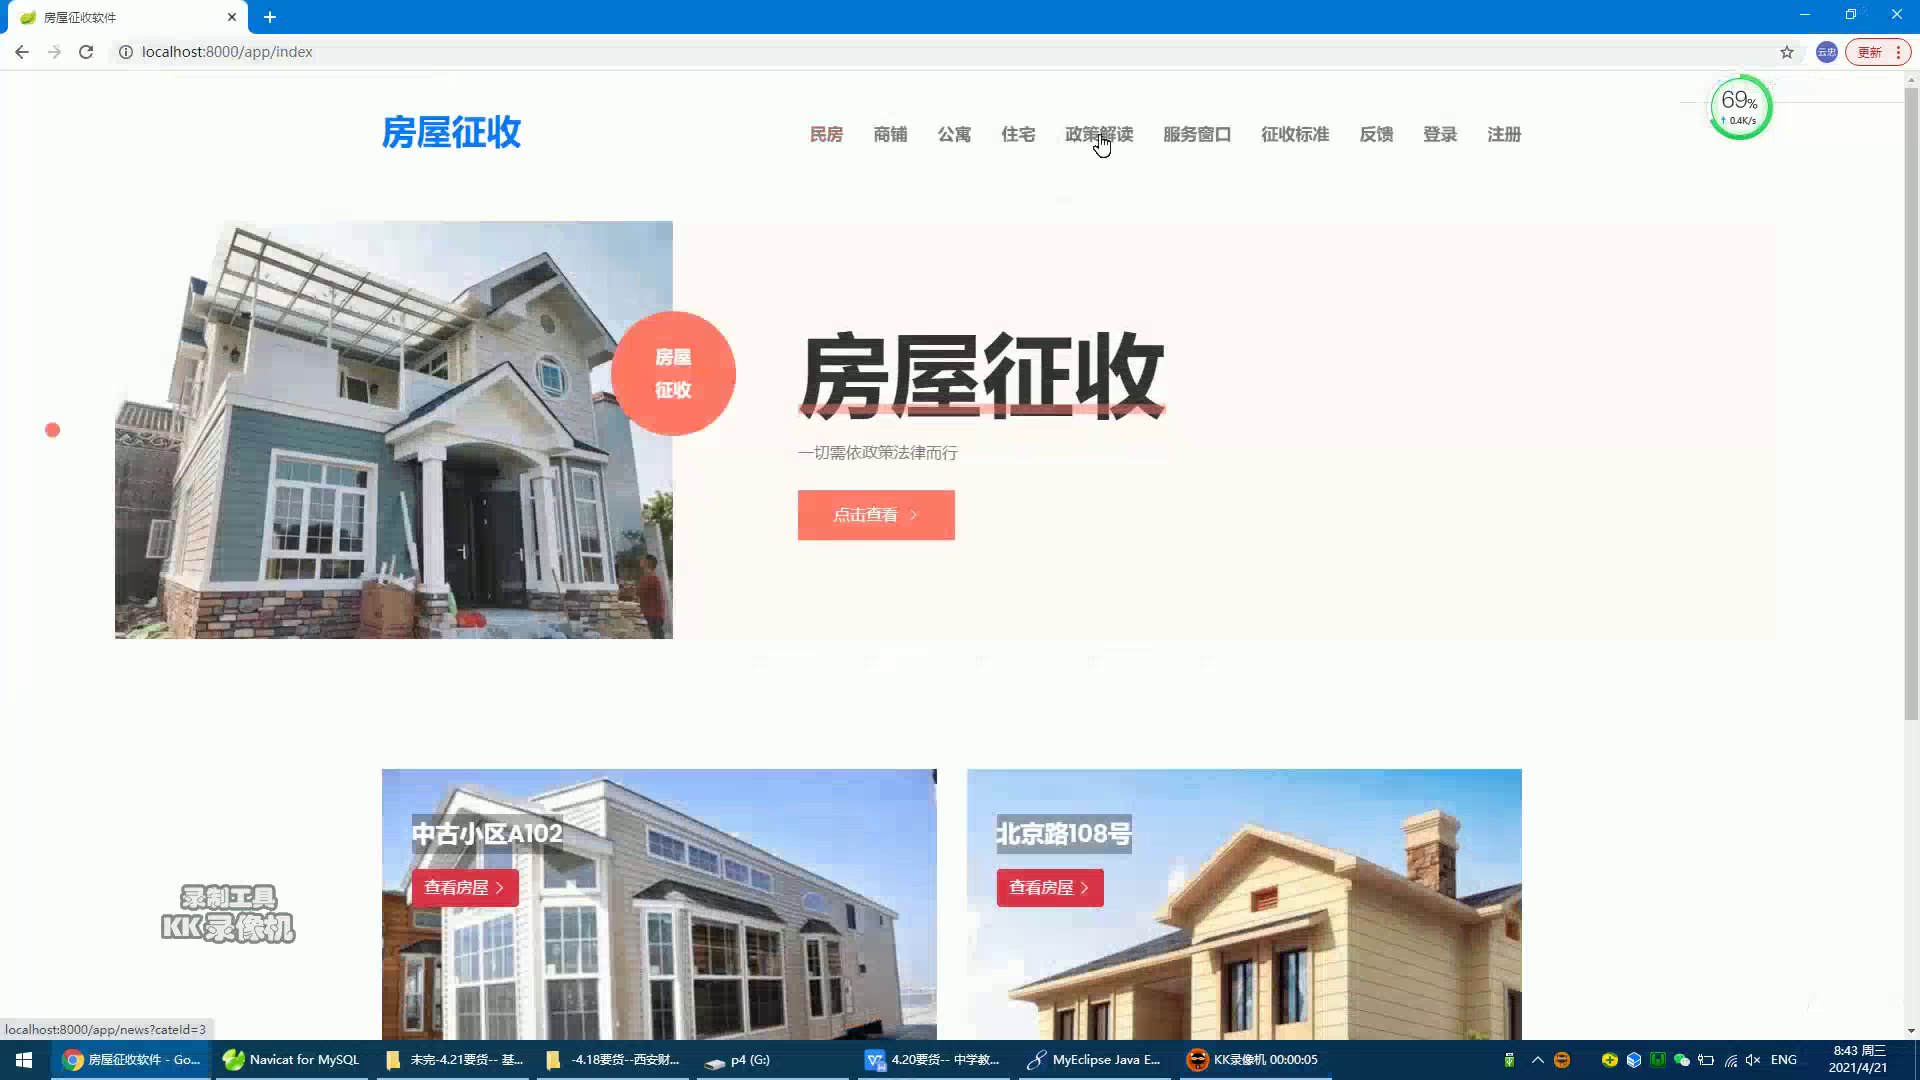 房屋征收软件
localhost:8000/app/index
云忠
更新
69%
0.4K/s
房屋征收
民房 商铺 公寓 住宅 政策解读 服务窗口 征收标准 反馈 登录 注册
房屋
征收
房屋征收
一切需依政策法律而行
点击查看
中古小区A102
查看房屋
北京路108号
查看房屋
录制工具
KK录像机
localhost:8000/app/news?cateId=3
房屋征收软件 - Go...
Navicat for MySQL
未完-4.21要货-- 基...
-4.18要货--西安财...
p4 (G:)
4.20要货-- 中学教...
MyEclipse Java E...
KK录像机 00:00:05
ENG
8:43 周三
2021/4/21